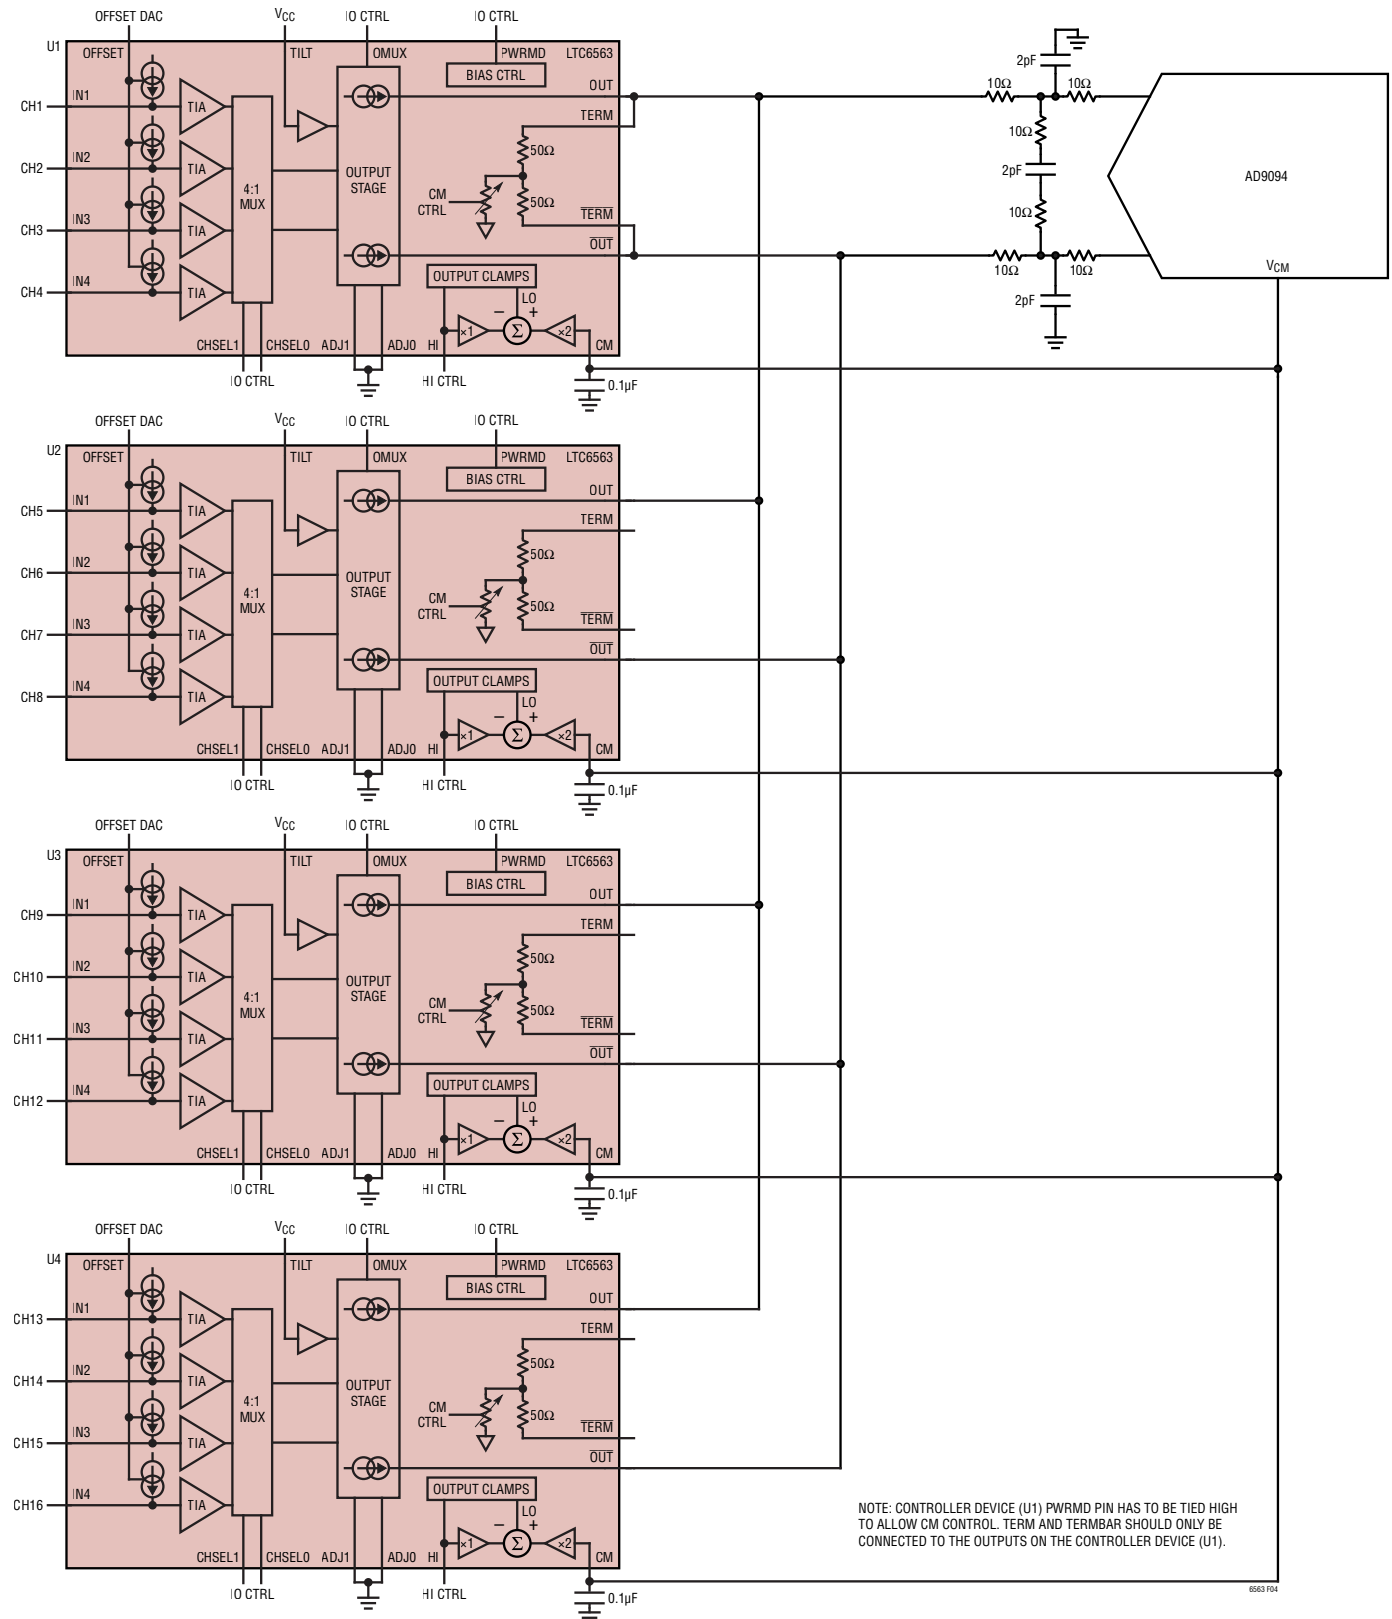 OFFSET DAC VCC IO CTRL IO CTRL
U1 OFFSET TILT OMUX PWRMD LTC6563
BIAS CTRL
CH1 IN1 TIA OUT
TERM
50Ω
CH2 IN2 TIA
4:1 MUX
OUTPUT STAGE
CM CTRL
50Ω
CH3 IN3 TIA TERM
OUT
CH4 IN4 TIA
OUTPUT CLAMPS
LO
− +
×1 Σ ×2
CHSEL1 CHSEL0 ADJ1 ADJ0 HI CM
IO CTRL HI CTRL 0.1µF
2pF
10Ω 10Ω
10Ω
2pF
10Ω
10Ω 10Ω
2pF
AD9094
VCM
OFFSET DAC VCC IO CTRL IO CTRL
U2 OFFSET TILT OMUX PWRMD LTC6563
BIAS CTRL
CH5 IN1 TIA OUT
TERM
50Ω
CH6 IN2 TIA
4:1 MUX
OUTPUT STAGE
CM CTRL
50Ω
CH7 IN3 TIA TERM
OUT
CH8 IN4 TIA
OUTPUT CLAMPS
LO
− +
×1 Σ ×2
CHSEL1 CHSEL0 ADJ1 ADJ0 HI CM
IO CTRL HI CTRL 0.1µF
OFFSET DAC VCC IO CTRL IO CTRL
U3 OFFSET TILT OMUX PWRMD LTC6563
BIAS CTRL
CH9 IN1 TIA OUT
TERM
50Ω
CH10 IN2 TIA
4:1 MUX
OUTPUT STAGE
CM CTRL
50Ω
CH11 IN3 TIA TERM
OUT
CH12 IN4 TIA
OUTPUT CLAMPS
LO
− +
×1 Σ ×2
CHSEL1 CHSEL0 ADJ1 ADJ0 HI CM
IO CTRL HI CTRL 0.1µF
OFFSET DAC VCC IO CTRL IO CTRL
U4 OFFSET TILT OMUX PWRMD LTC6563
BIAS CTRL
CH13 IN1 TIA OUT
TERM
50Ω
CH14 IN2 TIA
4:1 MUX
OUTPUT STAGE
CM CTRL
50Ω
CH15 IN3 TIA TERM
OUT
CH16 IN4 TIA
OUTPUT CLAMPS
LO
− +
×1 Σ ×2
CHSEL1 CHSEL0 ADJ1 ADJ0 HI CM
IO CTRL HI CTRL 0.1µF
NOTE: CONTROLLER DEVICE (U1) PWRMD PIN HAS TO BE TIED HIGH
TO ALLOW CM CONTROL. TERM AND TERMBAR SHOULD ONLY BE
CONNECTED TO THE OUTPUTS ON THE CONTROLLER DEVICE (U1).
6563 F04